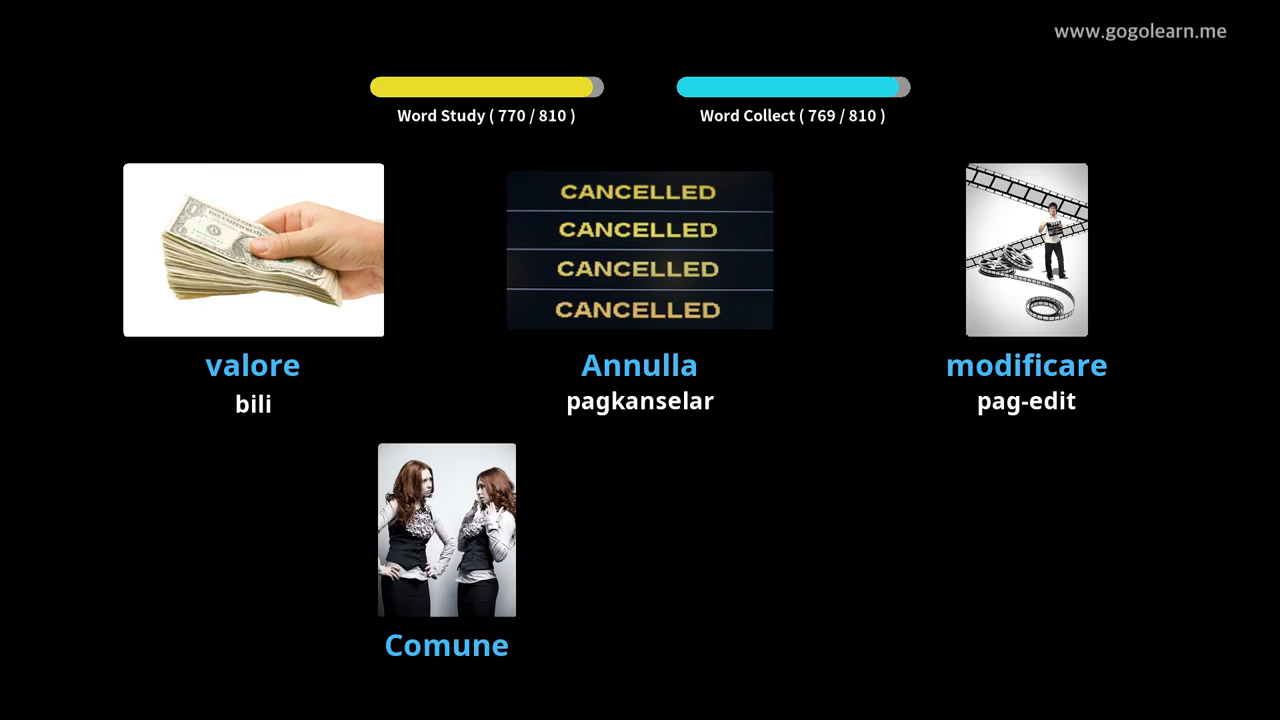 www.gogolearn.me
Word Study ( 770 / 810 )
Word Collect ( 769 / 810 )
CANCELLED
CANCELLED
CANCELLED
CANCELLED
valore
Annulla
modificare
bili
pagkanselar
pag-edit
Comune